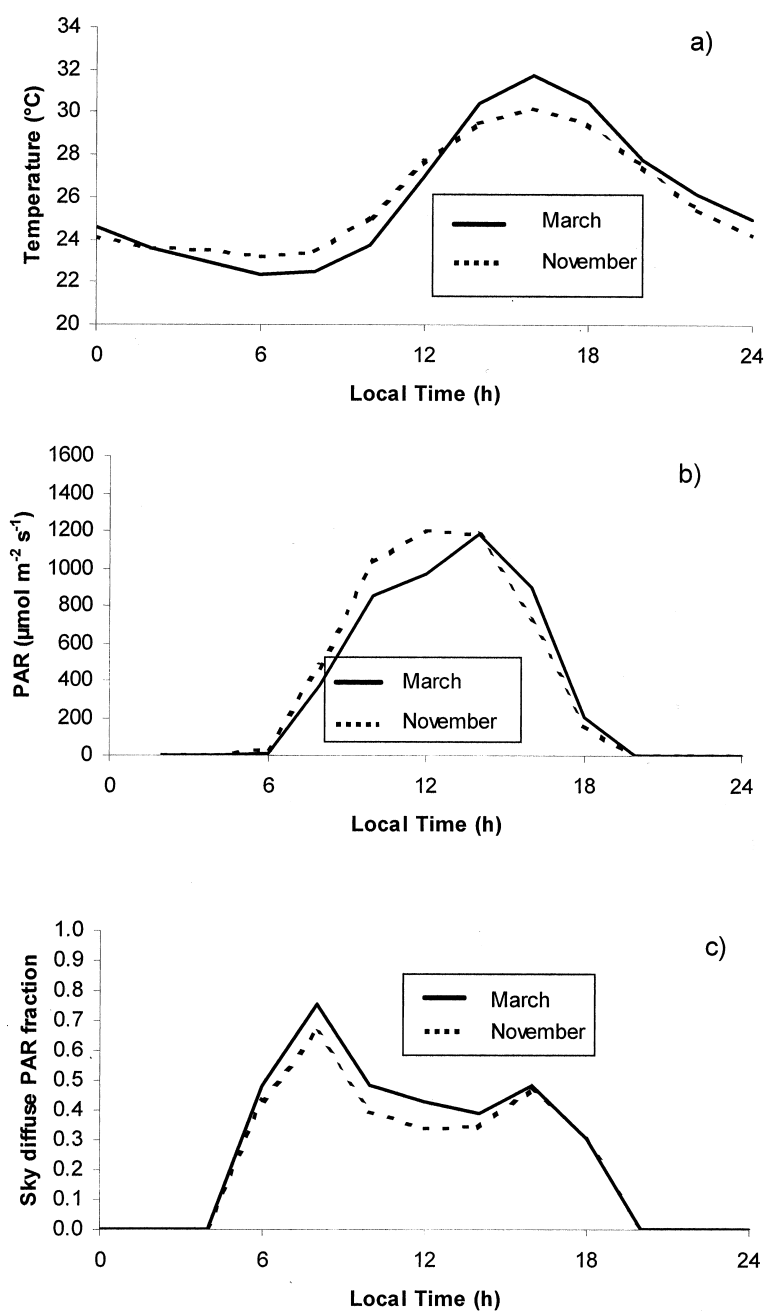 a)
34
32
30
28
26
24
22
20
Temperature (°C)
March
November
0 6 12 18 24
Local Time (h)
b)
1600
1400
1200
1000
800
600
400
200
0
PAR (µmol m⁻² s⁻¹)
March
November
0 6 12 18 24
Local Time (h)
c)
1.0
0.9
0.8
0.7
0.6
0.5
0.4
0.3
0.2
0.1
0.0
Sky diffuse PAR fraction
March
November
0 6 12 18 24
Local Time (h)